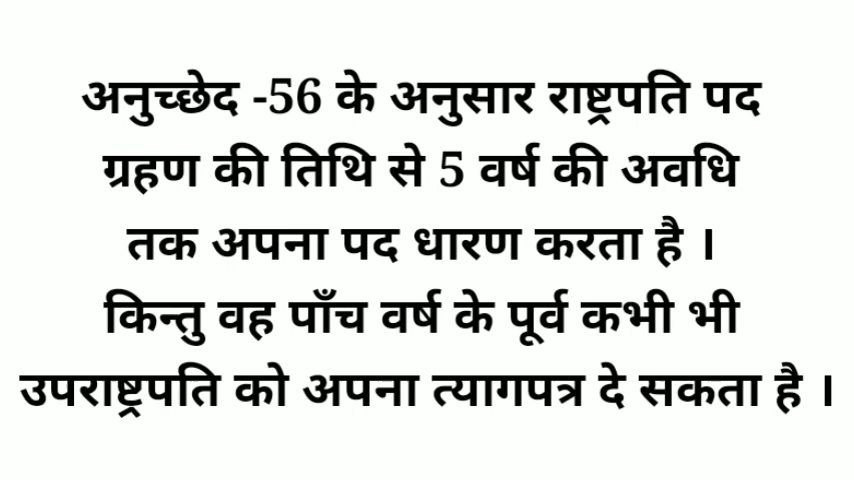 अनुच्छेद -56 के अनुसार राष्ट्रपति पद
ग्रहण की तिथि से 5 वर्ष की अवधि
तक अपना पद धारण करता है ।
किन्तु वह पाँच वर्ष के पूर्व कभी भी
उपराष्ट्रपति को अपना त्यागपत्र दे सकता है ।